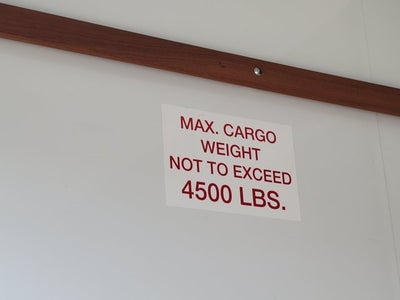 MAX. CARGO
WEIGHT
NOT TO EXCEED
4500 LBS.